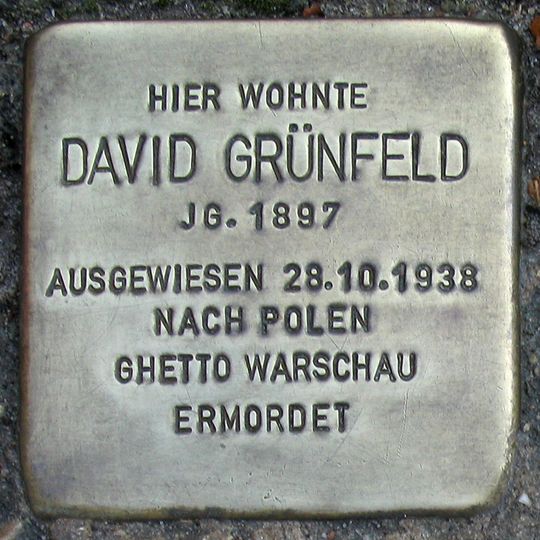 HIER WOHNTE
DAVID GRÜNFELD
JG. 1897
AUSGEWIESEN 28.10.1938
NACH POLEN
GHETTO WARSCHAU
ERMORDET